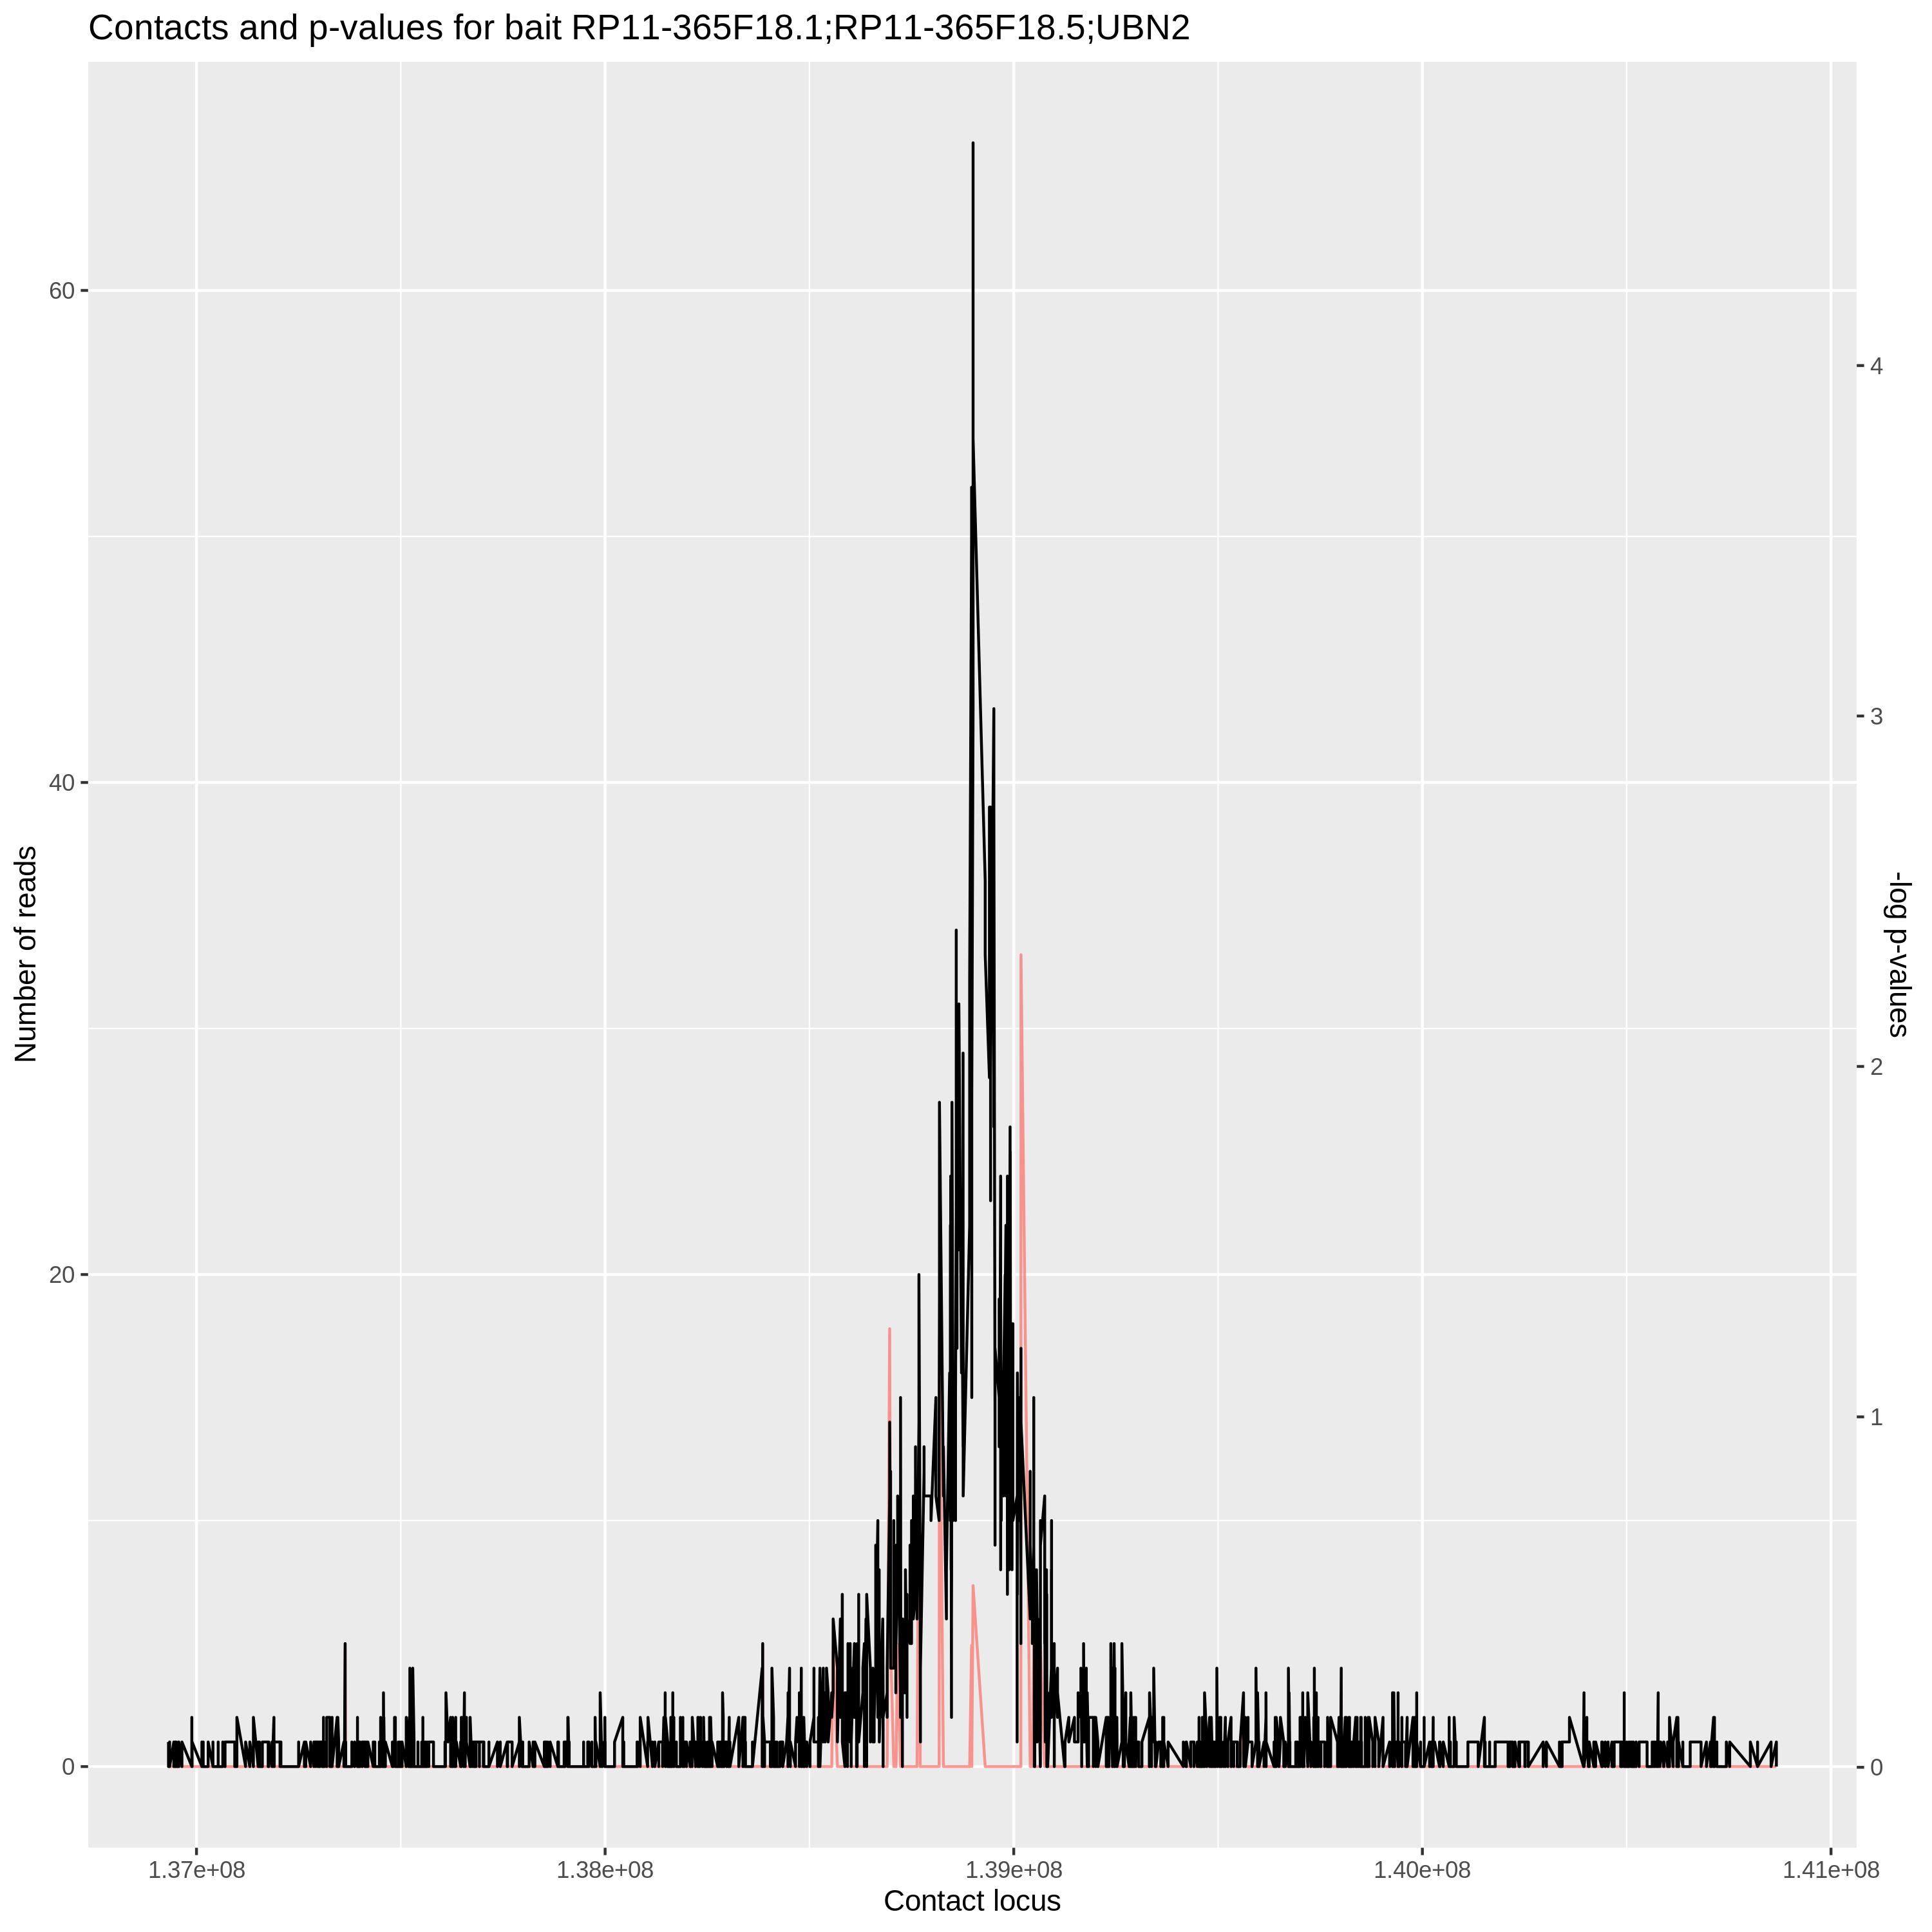 Contacts and p-values for bait RP11-365F18.1;RP11-365F18.5;UBN2
60
40
20
0
Number of reads
4
3
2
1
0
-log p-values
1.37e+08 1.38e+08 1.39e+08 1.40e+08 1.41e+08
Contact locus